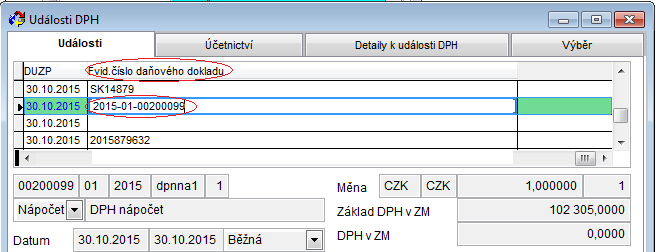 Události DPH
Události Účetnictví Detaily k události DPH Výběr
DUZP Evid.číslo daňového dokladu
30.10.2015 SK14879
30.10.2015 2015-01-00200099
30.10.2015
30.10.2015 2015879632
00200099 01 2015 dpnna1 1 Měna CZK CZK 1,000000 1
Nápočet DPH nápočet Základ DPH v ZM 102 305,0000
Datum 30.10.2015 30.10.2015 Běžná DPH v ZM 0,0000